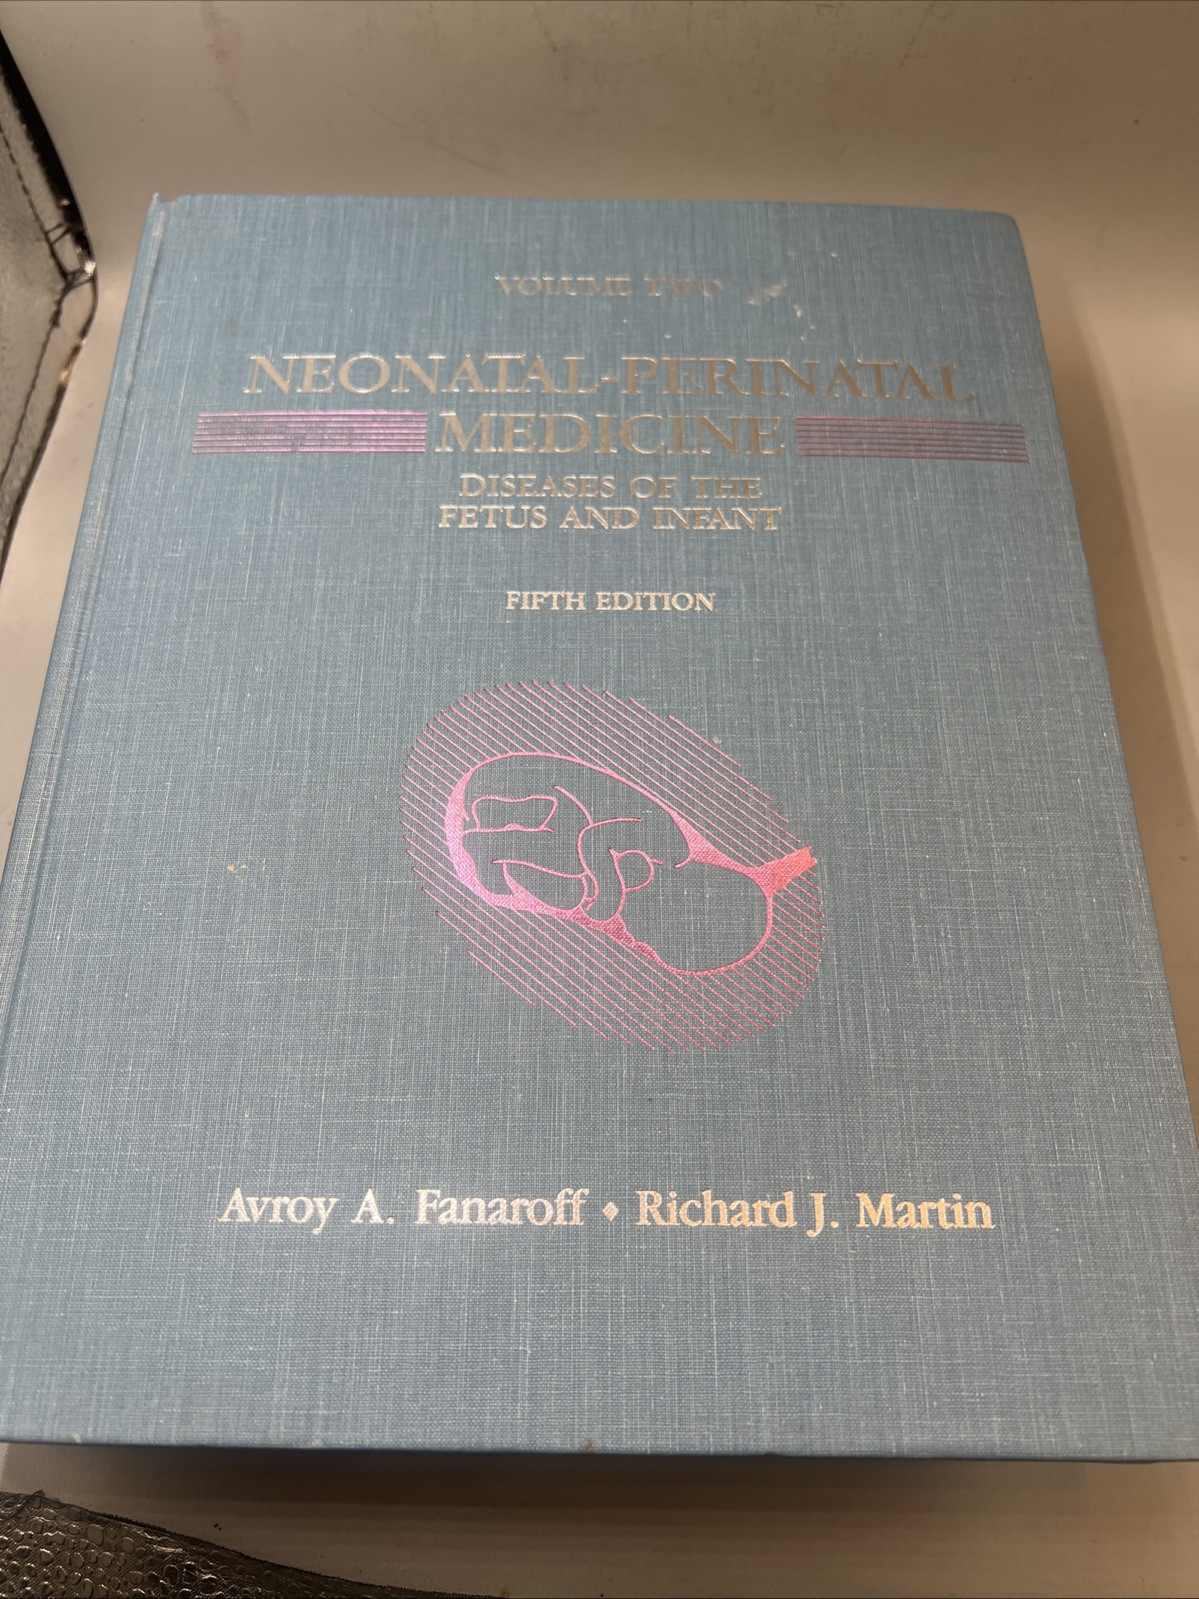 VOLUME TWO
NEONATAL-PERINATAL
MEDICINE
DISEASES OF THE
FETUS AND INFANT
FIFTH EDITION
Avroy A. Fanaroff ♦ Richard J. Martin